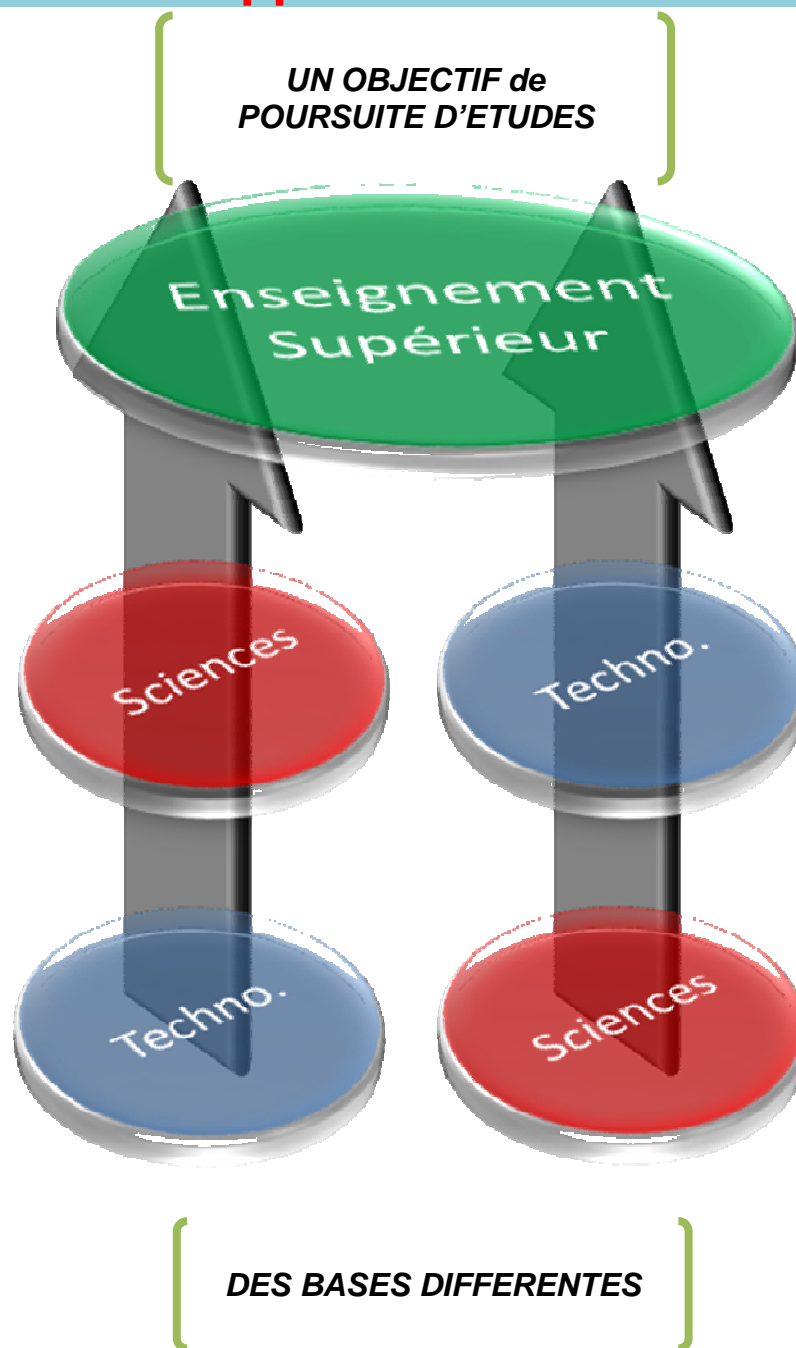 UN OBJECTIF de
POURSUITE D'ETUDES
Enseignement
Supérieur
Sciences
Techno.
Techno.
Sciences
DES BASES DIFFERENTES